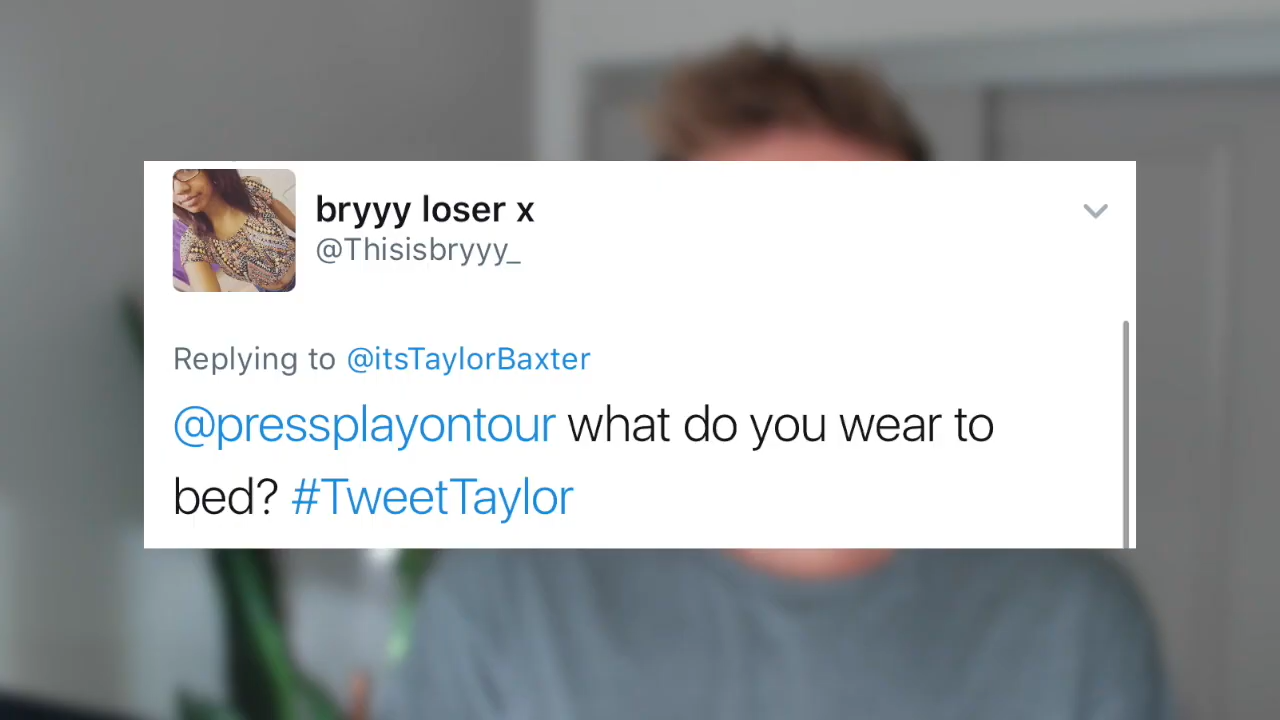 bryyy loser x
@Thisisbryyy_
Replying to @itsTaylorBaxter
@pressplayontour what do you wear to
bed? #TweetTaylor